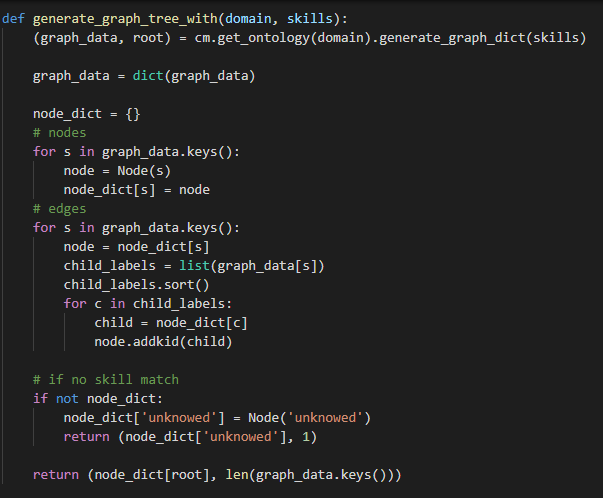 def generate_graph_tree_with(domain, skills):
    (graph_data, root) = cm.get_ontology(domain).generate_graph_dict(skills)

    graph_data = dict(graph_data)

    node_dict = {}
    # nodes
    for s in graph_data.keys():
        node = Node(s)
        node_dict[s] = node
    # edges
    for s in graph_data.keys():
        node = node_dict[s]
        child_labels = list(graph_data[s])
        child_labels.sort()
        for c in child_labels:
            child = node_dict[c]
            node.addkid(child)

    # if no skill match
    if not node_dict:
        node_dict['unknowed'] = Node('unknowed')
        return (node_dict['unknowed'], 1)

    return (node_dict[root], len(graph_data.keys()))